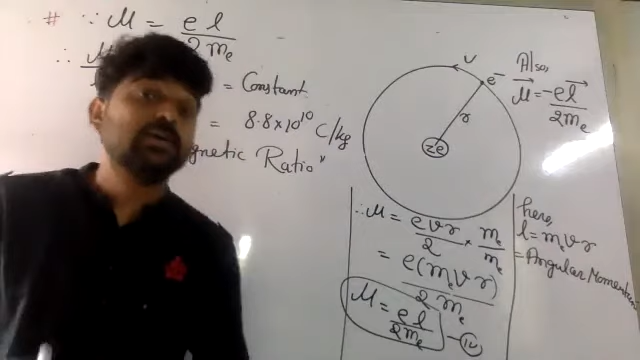 # ∵ μ = el/2mₑ
∴ μ
= Constant
= 8.8×10¹⁰ C/kg
gnetic Ratio"
v
e⁻
r
Ze
Also,
μ⃗ = -el⃗/2mₑ
∴ μ = evr/2 × mₑ/mₑ
= e(mₑvr)/2mₑ
μ = el/2mₑ —(iv)
here,
l = mₑvr
= Angular Momentum